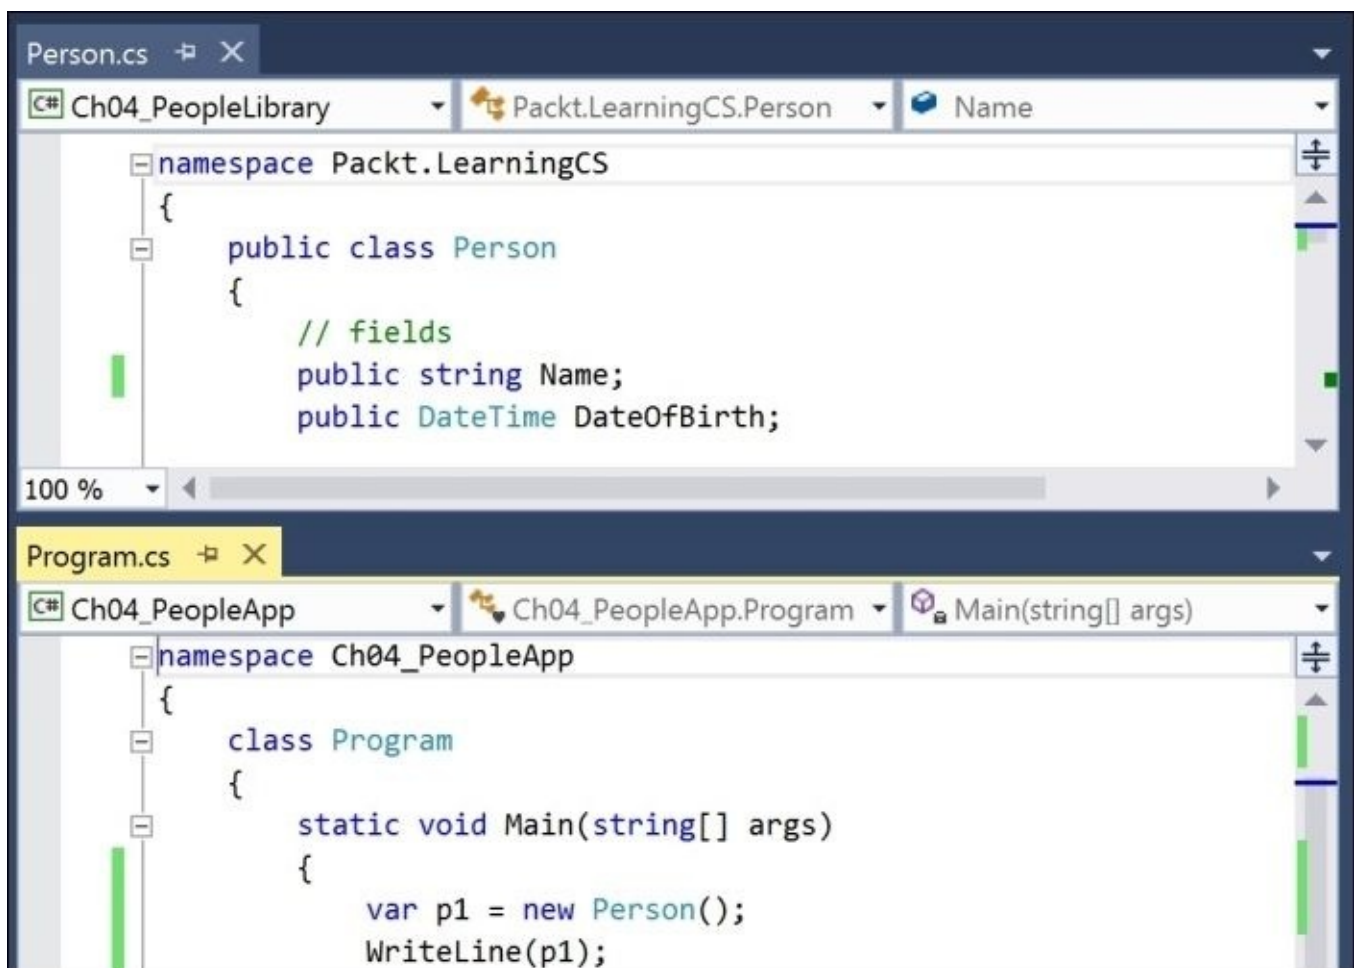 Person.cs
C# Ch04_PeopleLibrary Packt.LearningCS.Person Name
namespace Packt.LearningCS
{
public class Person
{
// fields
public string Name;
public DateTime DateOfBirth;
100 %
Program.cs
C# Ch04_PeopleApp Ch04_PeopleApp.Program Main(string[] args)
namespace Ch04_PeopleApp
{
class Program
{
static void Main(string[] args)
{
var p1 = new Person();
WriteLine(p1);